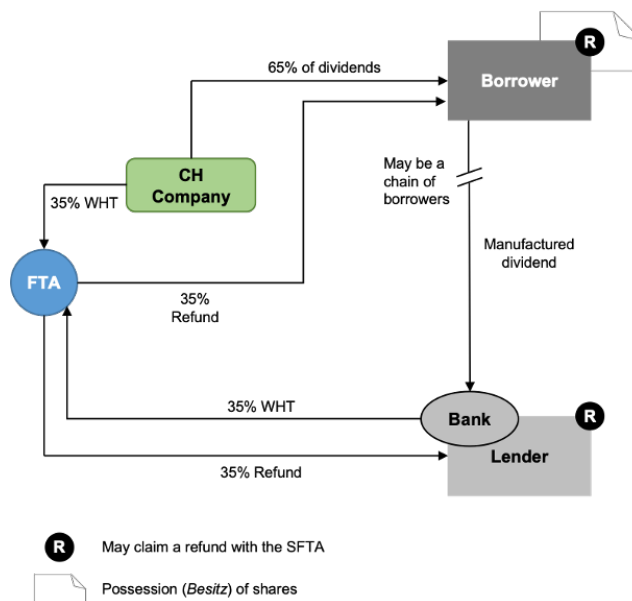 R
65% of dividends
Borrower
CH
Company
May be a
chain of
borrowers
35% WHT
FTA
Manufactured
dividend
35%
Refund
R
35% WHT
Bank
Lender
35% Refund
R
May claim a refund with the SFTA
Possession (Besitz) of shares